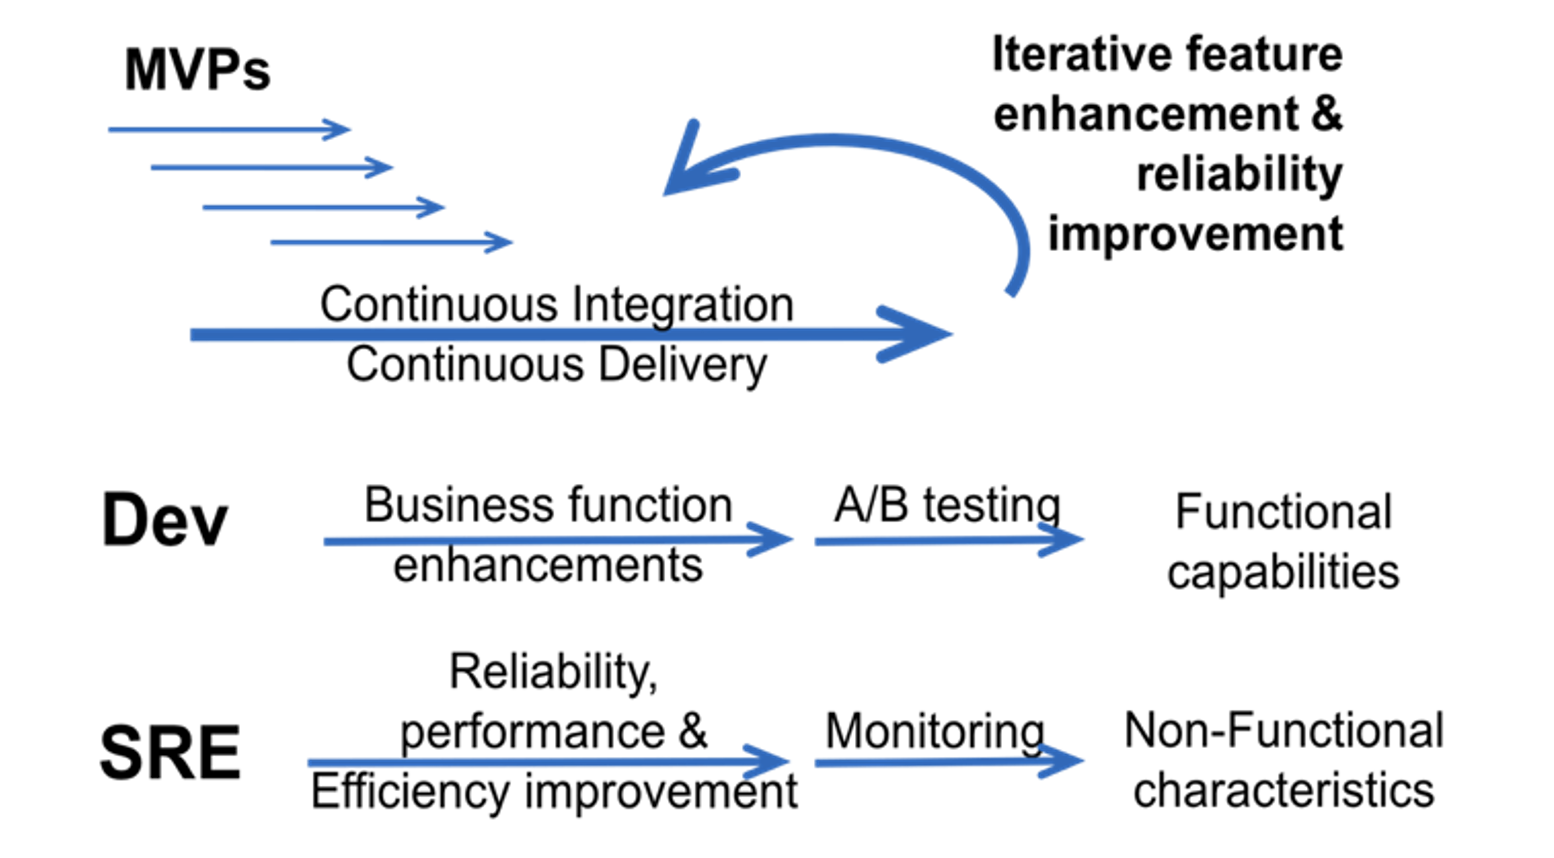 MVPs
Iterative feature
enhancement &
reliability
improvement
Continuous Integration
Continuous Delivery
Dev
Business function
enhancements
A/B testing
Functional
capabilities
SRE
Reliability,
performance &
Efficiency improvement
Monitoring
Non-Functional
characteristics